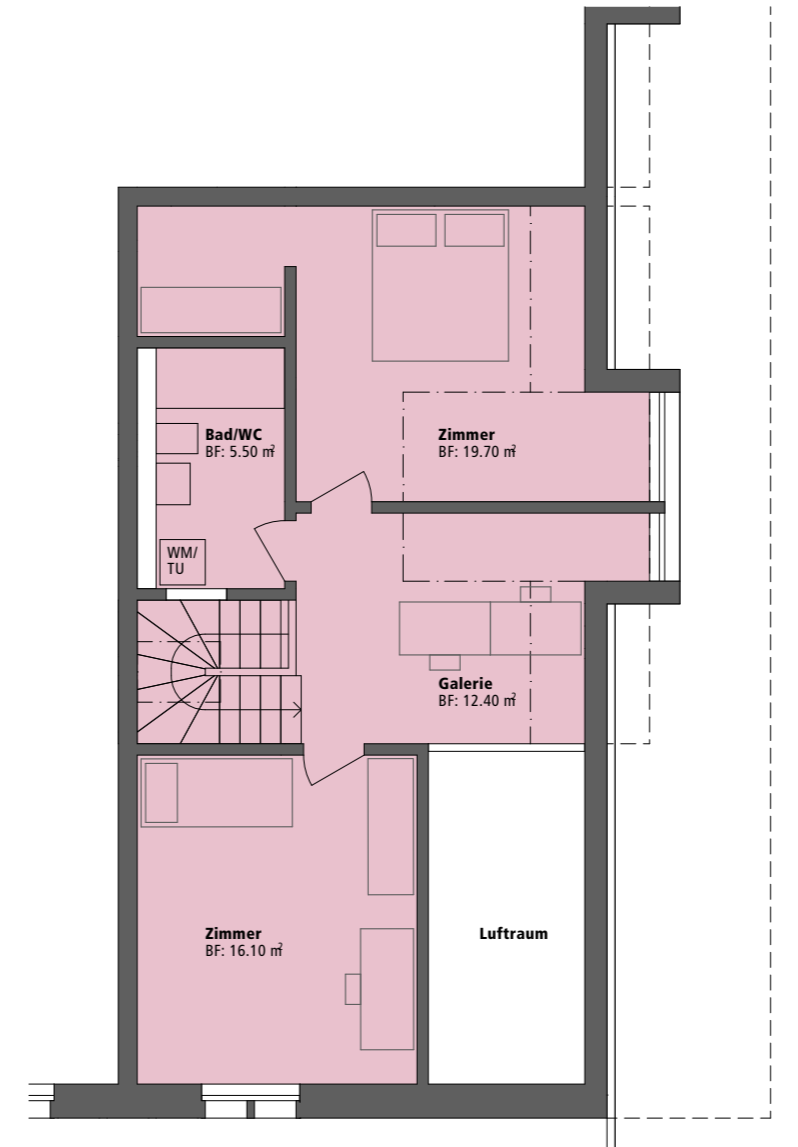 Bad/WC
BF: 5.50 m²
Zimmer
BF: 19.70 m²
WM/
TU
Galerie
BF: 12.40 m²
Zimmer
BF: 16.10 m²
Luftraum